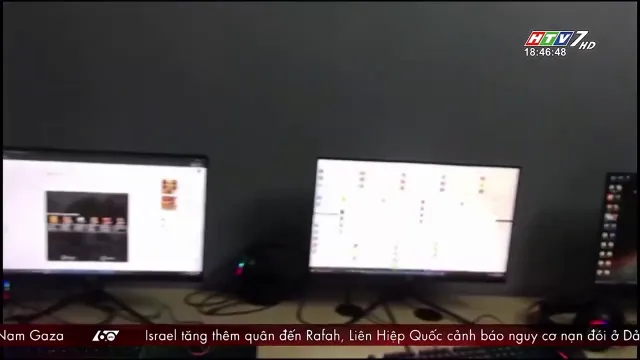 HTV7 HD
18:46:48
Nam Gaza 60 Israel tăng thêm quân đến Rafah, Liên Hiệp Quốc cảnh báo nguy cơ nạn đói ở Dả